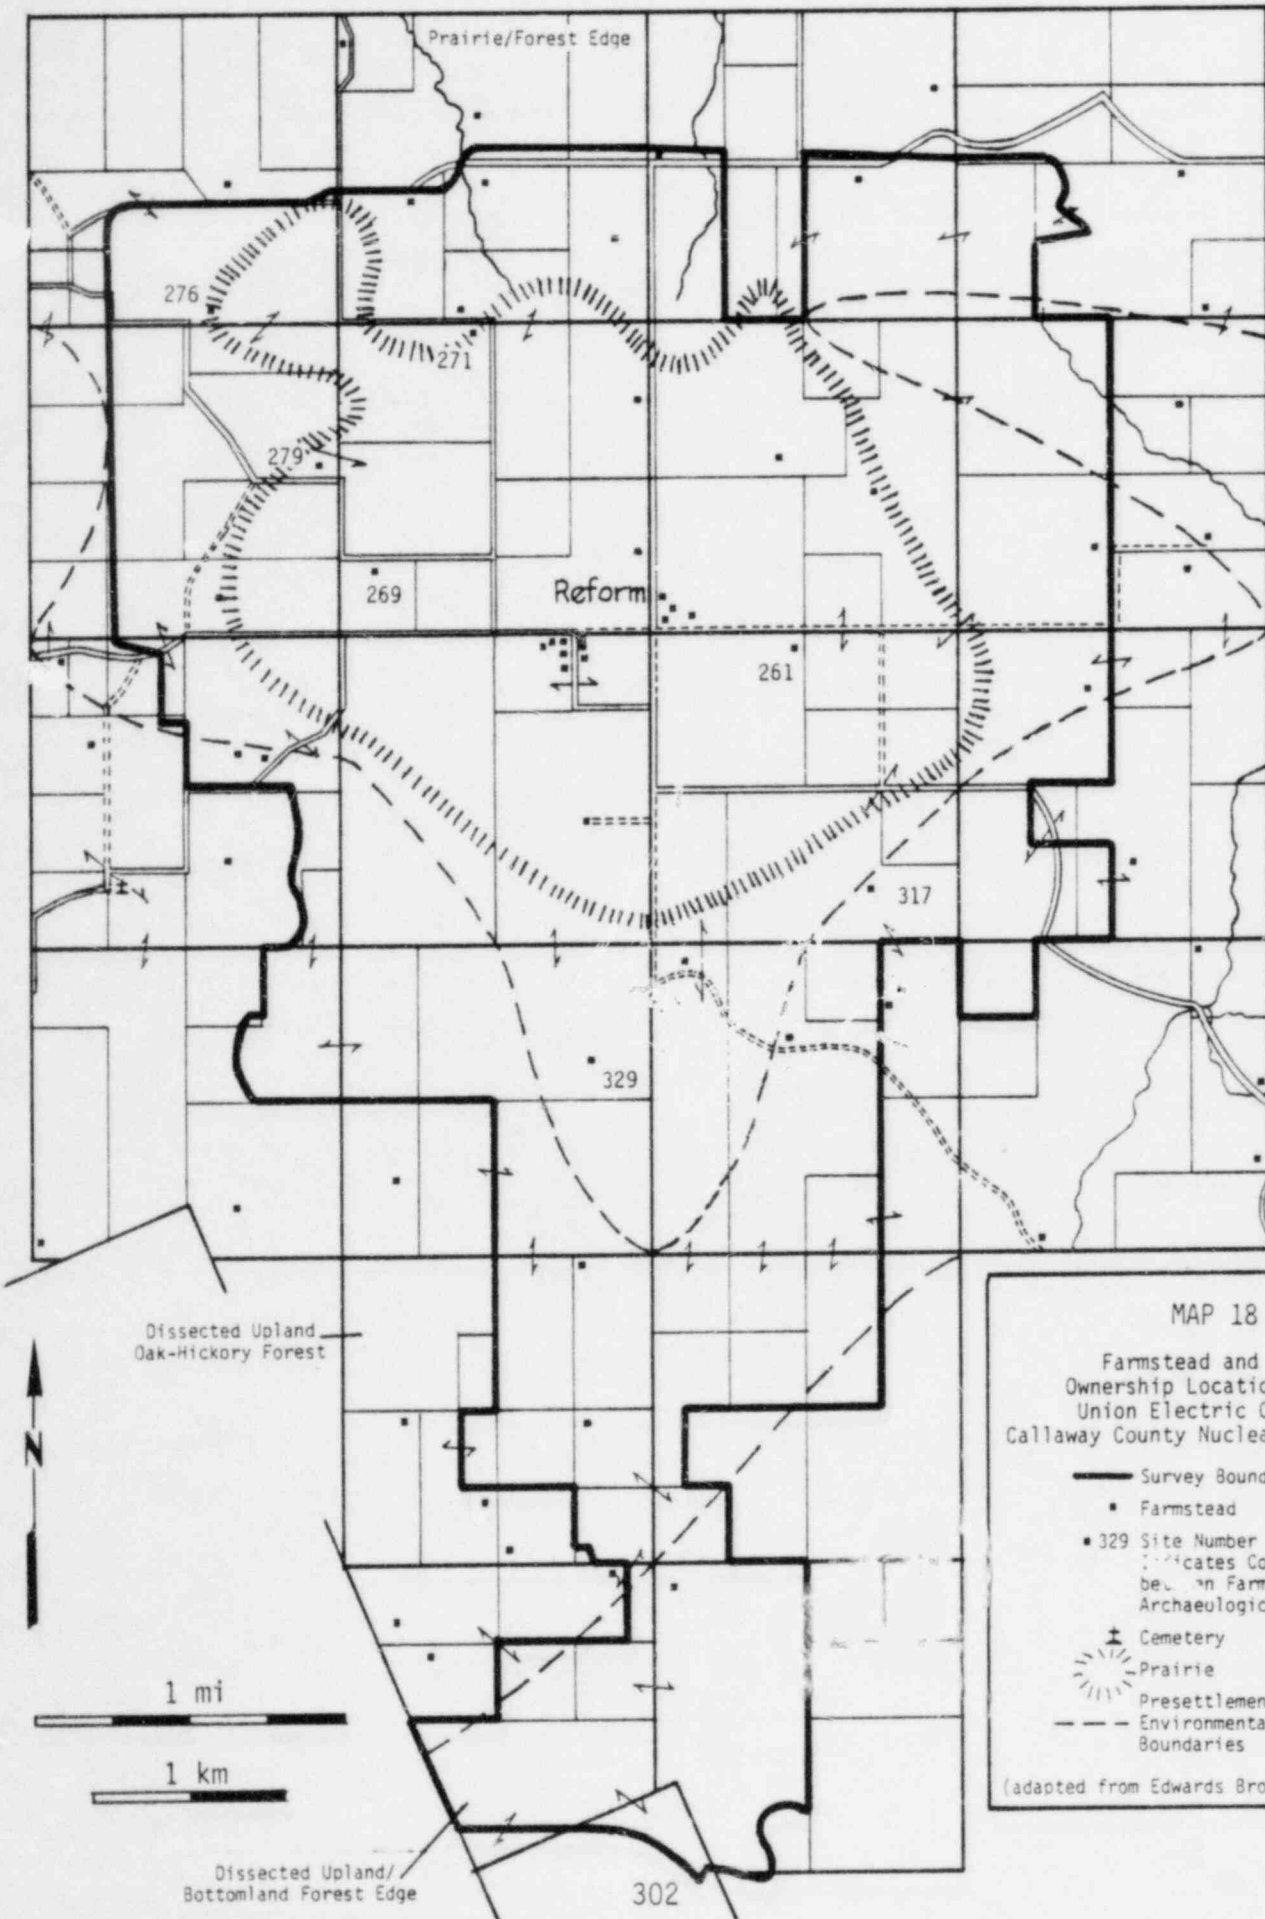 Prairie/Forest Edge
276
271
279
269
Reform
261
317
329
Dissected Upland
Oak-Hickory Forest
N
1 mi
1 km
Dissected Upland/
Bottomland Forest Edge
302
MAP 18
Farmstead and
Ownership Locatio
Union Electric C
Callaway County Nuclea
Survey Bound
Farmstead
329 Site Number
Co
Farm
Archaeologic
Cemetery
Prairie
Presettlemen
Environmenta
Boundaries
(adapted from Edwards Bro